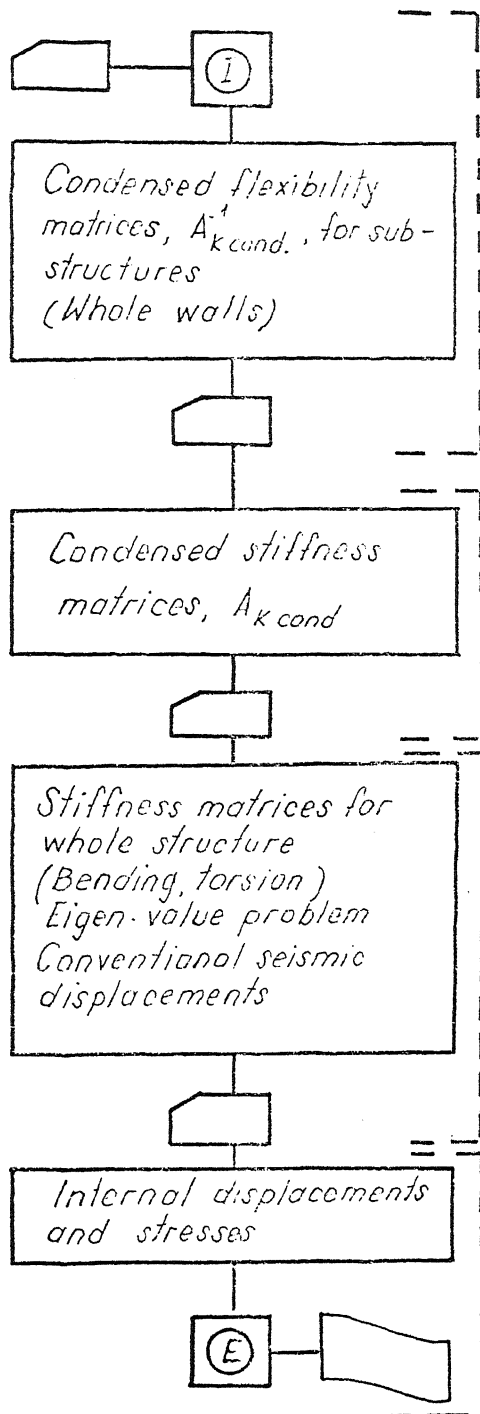 I
Condensed flexibility
matrices, A⁻¹K cond., for sub-
structures
(Whole walls)
Condensed stiffness
matrices, AK cond
Stiffness matrices for
whole structure
(Bending, torsion)
Eigen-value problem
Conventional seismic
displacements
Internal displacements
and stresses
E